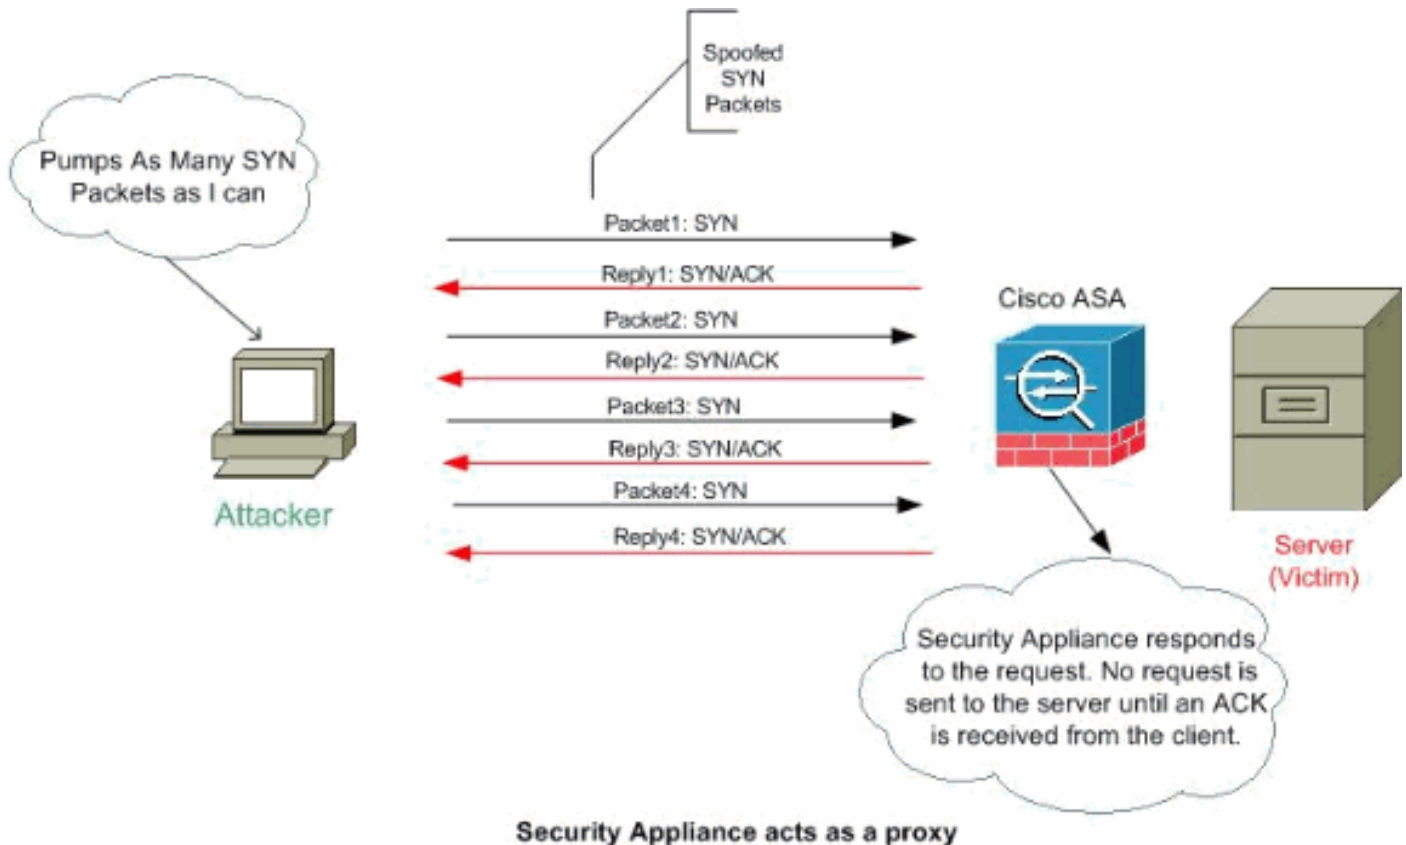 Spoofed
SYN
Packets
Pumps As Many SYN
Packets as I can
Packet1: SYN
Reply1: SYN/ACK
Packet2: SYN
Reply2: SYN/ACK
Packet3: SYN
Reply3: SYN/ACK
Packet4: SYN
Reply4: SYN/ACK
Attacker
Cisco ASA
Server
(Victim)
Security Appliance responds
to the request. No request is
sent to the server until an ACK
is received from the client.
Security Appliance acts as a proxy